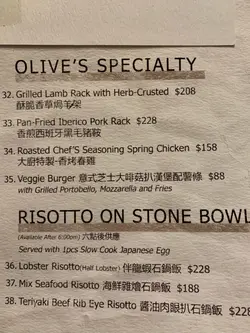 OLIVE'S SPECIALTY
32. Grilled Lamb Rack with Herb-Crusted $208
酥脆香草焗羊架
33. Pan-Fried Iberico Pork Rack $228
香煎西班牙黑毛豬鞍
34. Roasted Chef'S Seasoning Spring Chicken $158
大廚特製-香烤春雞
35. Veggie Burger 意式芝士大啡菇扒漢堡配薯條 $88
with Grilled Portobello, Mozzarella and Fries
RISOTTO ON STONE BOWL
(Available After 6:00pm) 六點後供應
Served with 1pcs Slow Cook Japanese Egg
36. Lobster Risotto(Half Lobster) 伴龍蝦石鍋飯 $228
37. Mix Seafood Risotto 海鮮雜燴石鍋飯 $188
38. Teriyaki Beef Rib Eye Risotto 醬油肉眼扒石鍋飯 $22